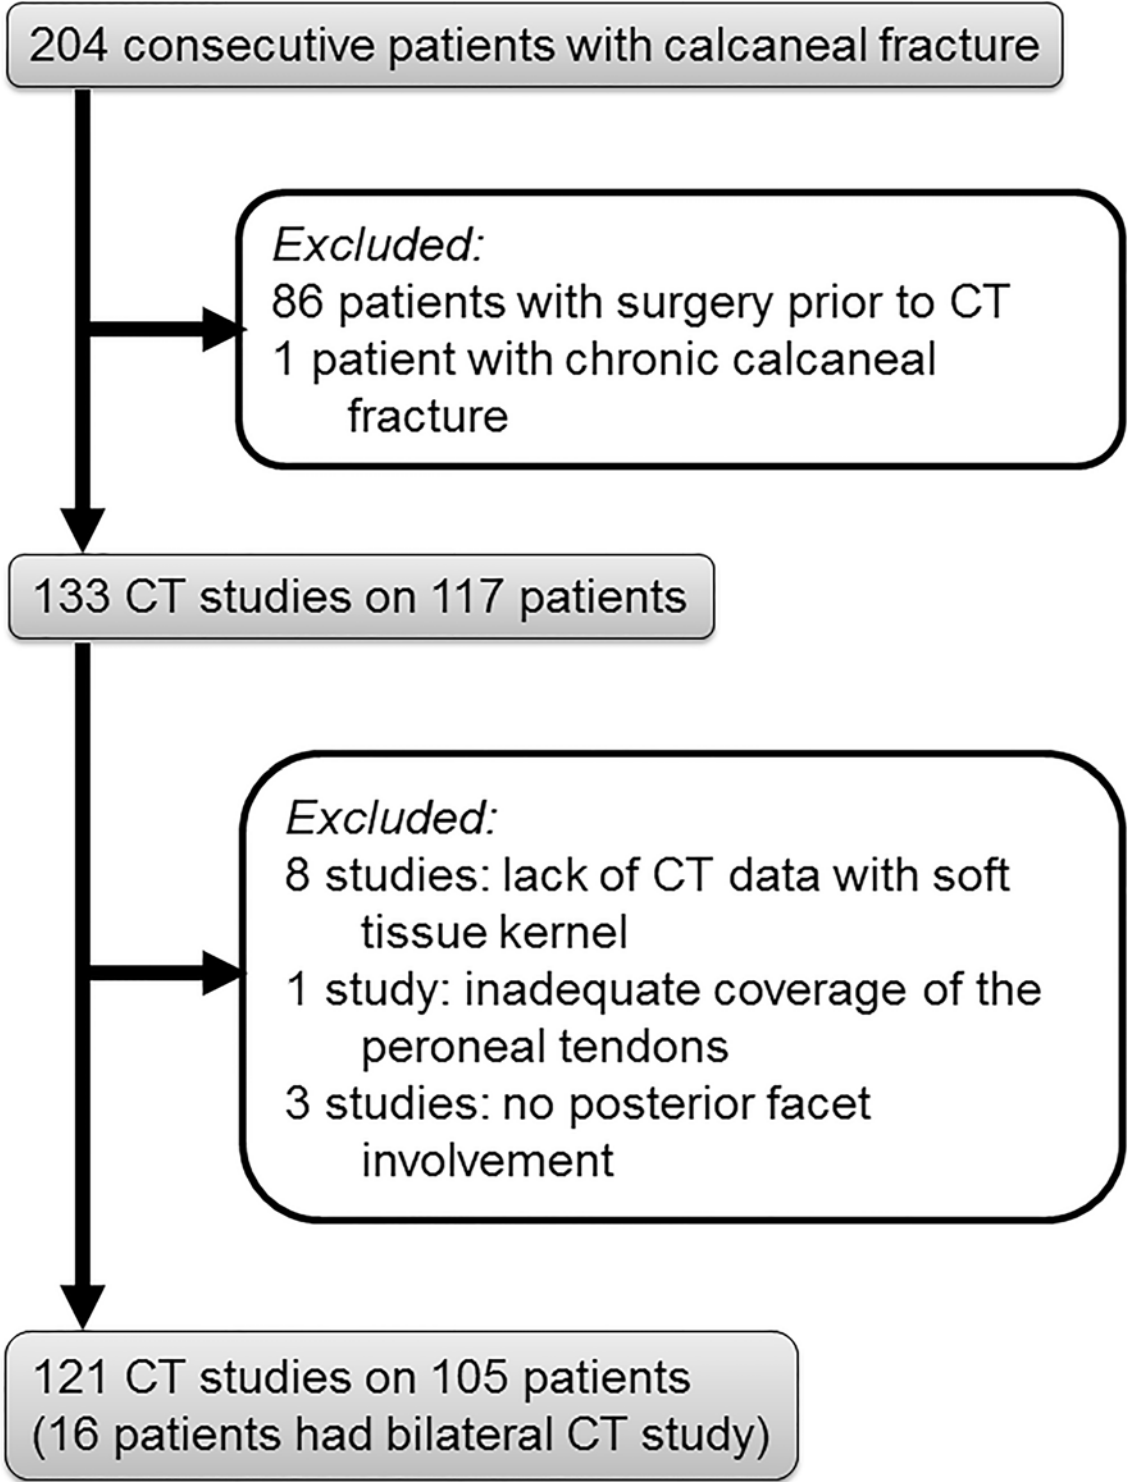 204 consecutive patients with calcaneal fracture
Excluded:
86 patients with surgery prior to CT
1 patient with chronic calcaneal
fracture
133 CT studies on 117 patients
Excluded:
8 studies: lack of CT data with soft
tissue kernel
1 study: inadequate coverage of the
peroneal tendons
3 studies: no posterior facet
involvement
121 CT studies on 105 patients
(16 patients had bilateral CT study)